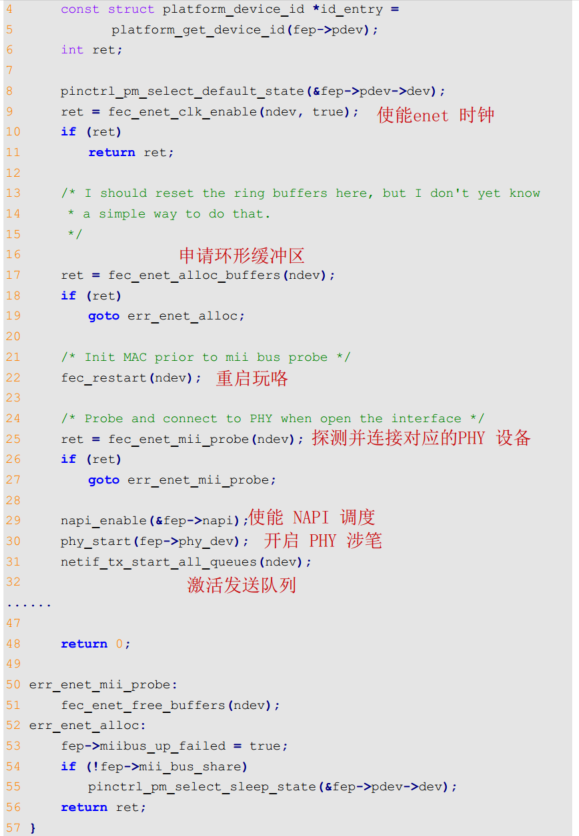 4 const struct platform_device_id *id_entry =
5 platform_get_device_id(fep->pdev);
6 int ret;
7
8 pinctrl_pm_select_default_state(&fep->pdev->dev);
9 ret = fec_enet_clk_enable(ndev, true); 使能enet 时钟
10 if (ret)
11 return ret;
12
13 /* I should reset the ring buffers here, but I don't yet know
14 * a simple way to do that.
15 */
16 申请环形缓冲区
17 ret = fec_enet_alloc_buffers(ndev);
18 if (ret)
19 goto err_enet_alloc;
20
21 /* Init MAC prior to mii bus probe */
22 fec_restart(ndev); 重启玩咯
23
24 /* Probe and connect to PHY when open the interface */
25 ret = fec_enet_mii_probe(ndev); 探测并连接对应的PHY 设备
26 if (ret)
27 goto err_enet_mii_probe;
28
29 napi_enable(&fep->napi);使能 NAPI 调度
30 phy_start(fep->phy_dev); 开启 PHY 涉笔
31 netif_tx_start_all_queues(ndev);
32 激活发送队列
......
47
48 return 0;
49
50 err_enet_mii_probe:
51 fec_enet_free_buffers(ndev);
52 err_enet_alloc:
53 fep->miibus_up_failed = true;
54 if (!fep->mii_bus_share)
55 pinctrl_pm_select_sleep_state(&fep->pdev->dev);
56 return ret;
57 }